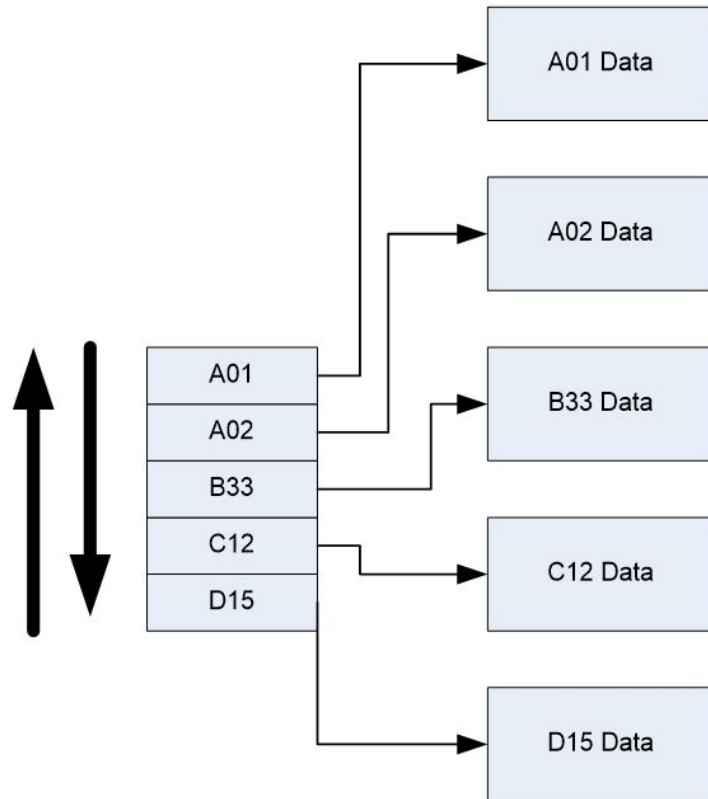 A01 Data
A02 Data
A01
A02
B33
C12
D15
B33 Data
C12 Data
D15 Data